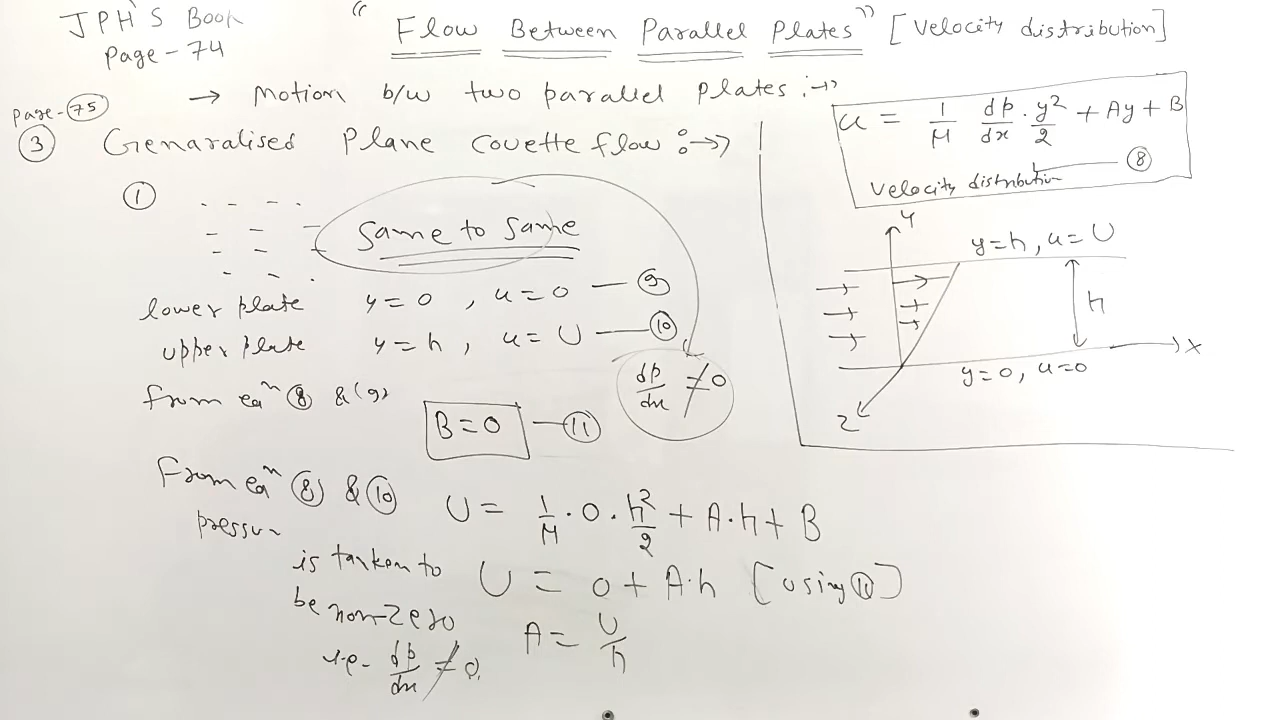 JPH'S Book
Page - 74
" Flow Between Parallel Plates " [Velocity distribution]
→ Motion b/w two parallel plates :→
Page-(75)
(3) Genaralised Plane Couette flow :→
(1)
Same to Same
lower plate y=0 , u=0 — (9)
upper plate y=h , u=U — (10)
dp/dx ≠0
from eqⁿ (8) & (9)
B=0 — (11)
From eqⁿ (8) & (10) U = 1/μ . 0 . h²/2 + A.h + B
pressur
is tarken to
be non-zero
i.e. dp/dx ≠ 0.
U = 0 + A.h [using (11)]
A = U/h
u = 1/μ dp/dx . y²/2 + Ay + B
(8)
Velocity distribution
Y
y=h, u=U
h
X
y=0, u=0
Z